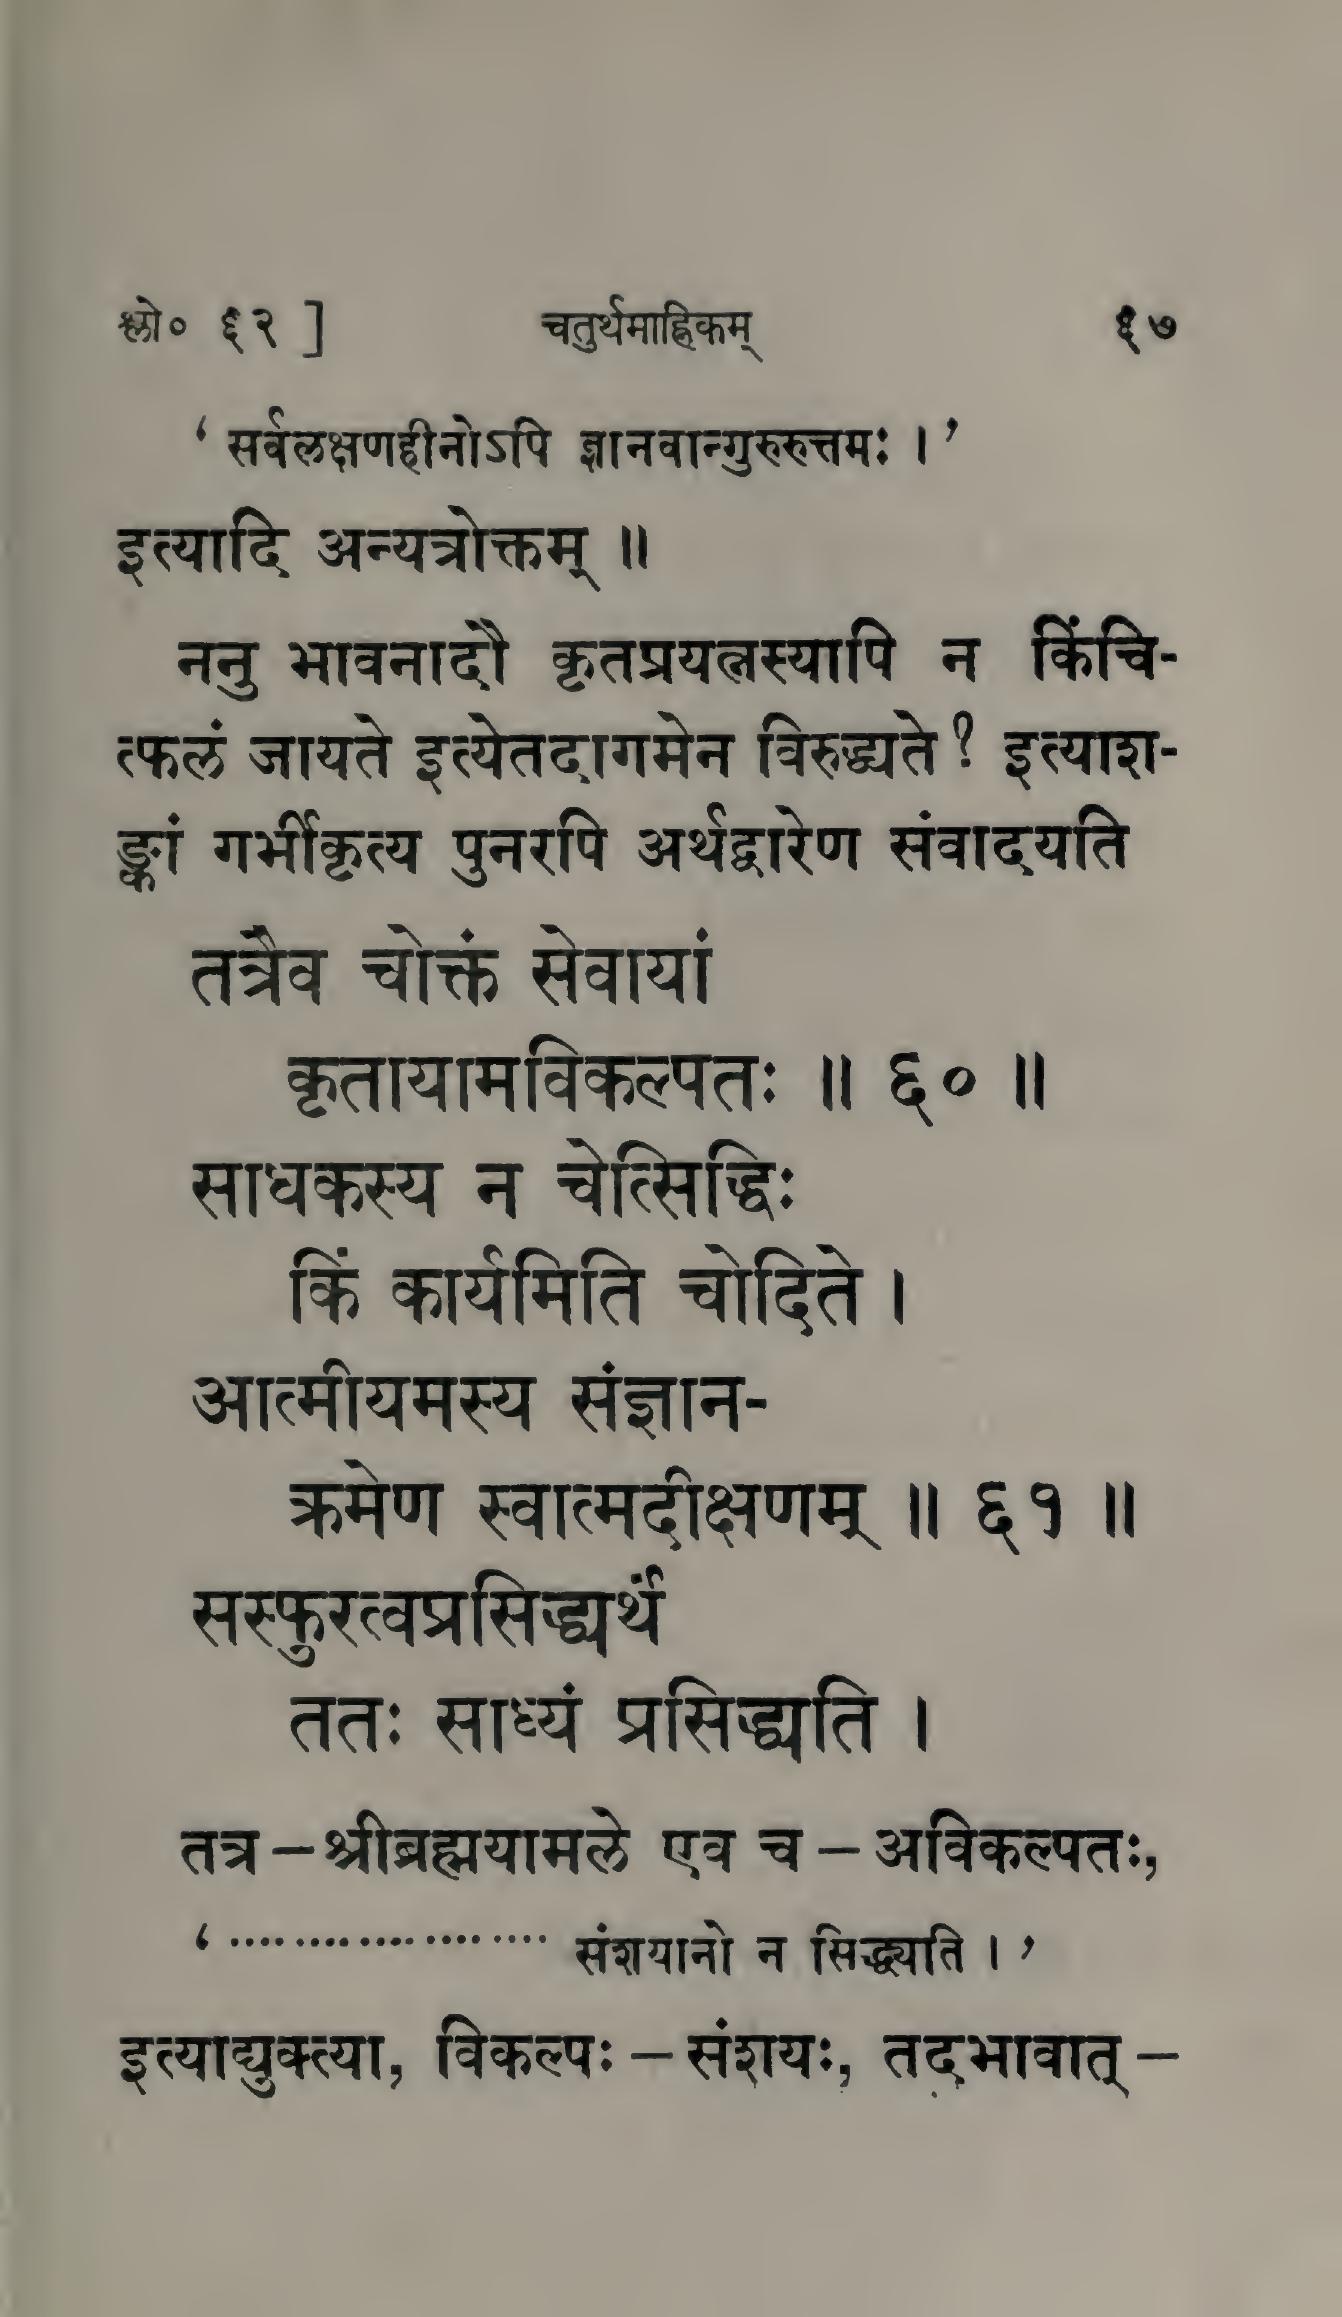 श्लो० ६२ ] चतुर्थमाह्निकम् ६७
‘ सर्वलक्षणहीनोऽपि ज्ञानवान्गुरुरुत्तमः । ’
इत्यादि अन्यत्रोक्तम् ॥
ननु भावनादौ कृतप्रयत्नस्यापि न किंचि-
त्फलं जायते इत्येतदागमेन विरुद्ध्यते? इत्याश-
ङ्कां गर्भीकृत्य पुनरपि अर्थद्वारेण संवादयति
तत्रैव चोक्तं सेवायां
कृतायामविकल्पतः ॥ ६० ॥
साधकस्य न चेत्सिद्धिः
किं कार्यमिति चोदिते ।
आत्मीयमस्य संज्ञान-
क्रमेण स्वात्मदीक्षणम् ॥ ६१ ॥
सस्फुरत्वप्रसिद्ध्यर्थं
ततः साध्यं प्रसिद्ध्यति ।
तत्र – श्रीब्रह्मयामले एव च – अविकल्पतः,
‘ .................... संशयानो न सिद्ध्यति । ’
इत्याद्युक्त्या, विकल्पः – संशयः, तदभावात् –